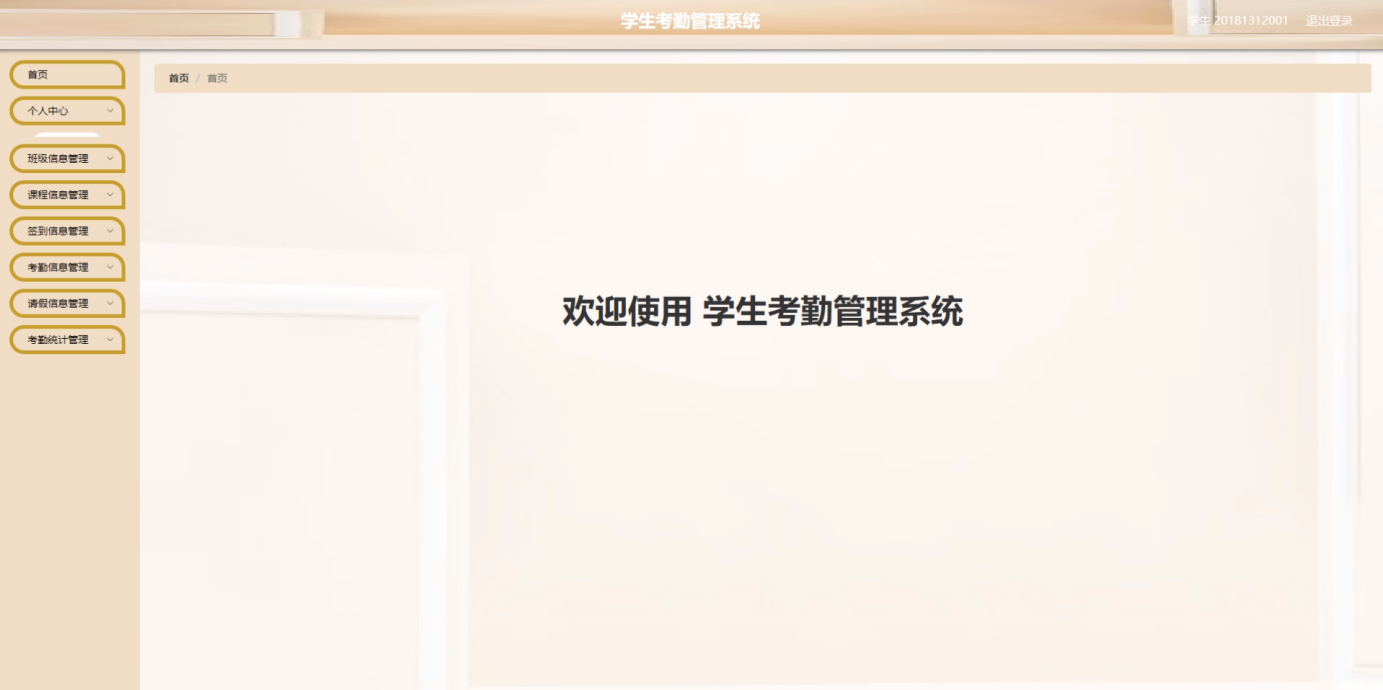 学生考勤管理系统
学生 20181312001 退出登录
首页
个人中心
班级信息管理
课程信息管理
签到信息管理
考勤信息管理
请假信息管理
考勤统计管理
首页 / 首页
欢迎使用 学生考勤管理系统